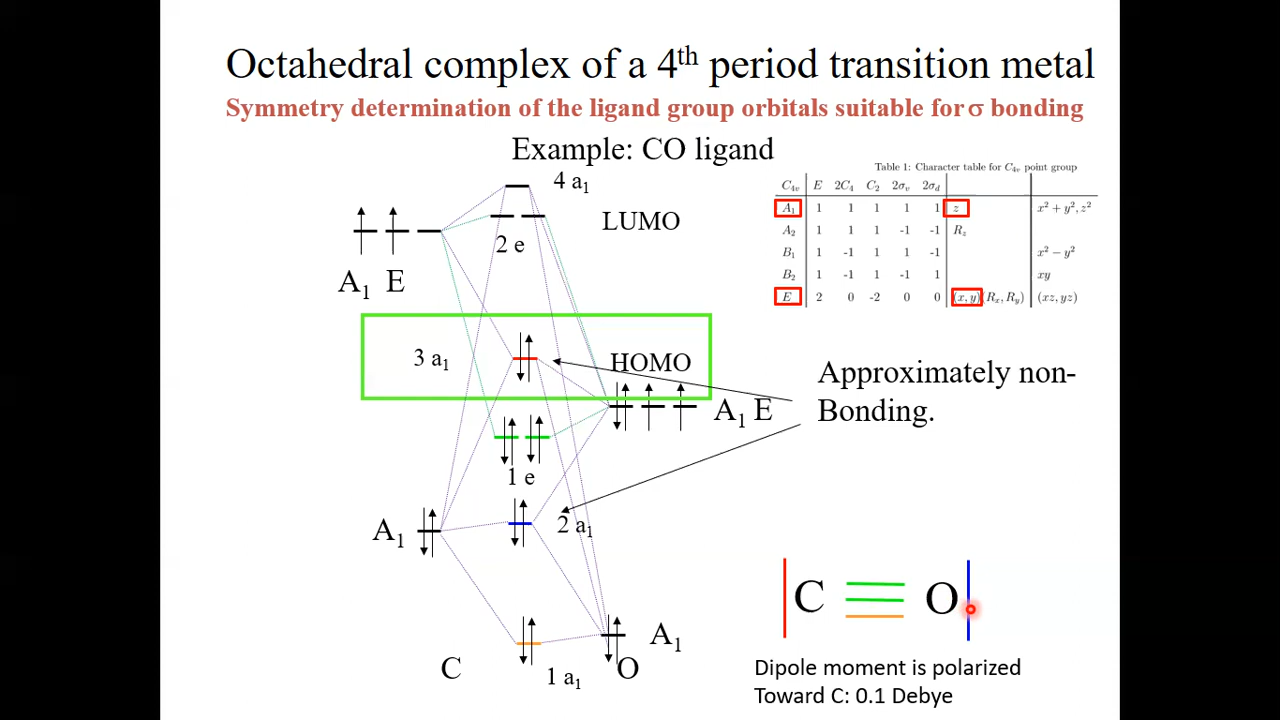 Octahedral complex of a 4th period transition metal
Symmetry determination of the ligand group orbitals suitable for σ bonding
Example: CO ligand
Table 1: Character table for C4v point group
C4v E 2C4 C2 2σv 2σd
A1 1 1 1 1 1 z x² + y², z²
A2 1 1 1 -1 -1 Rz
B1 1 -1 1 1 -1 x² − y²
B2 1 -1 1 -1 1 xy
E 2 0 -2 0 0 (x, y)(Rx, Ry) (xz, yz)
4 a1
LUMO
2 e
A1 E
3 a1
HOMO
Approximately non-
Bonding.
A1 E
1 e
A1
2 a1
C ≡ O
A1
C
O
1 a1
Dipole moment is polarized
Toward C: 0.1 Debye